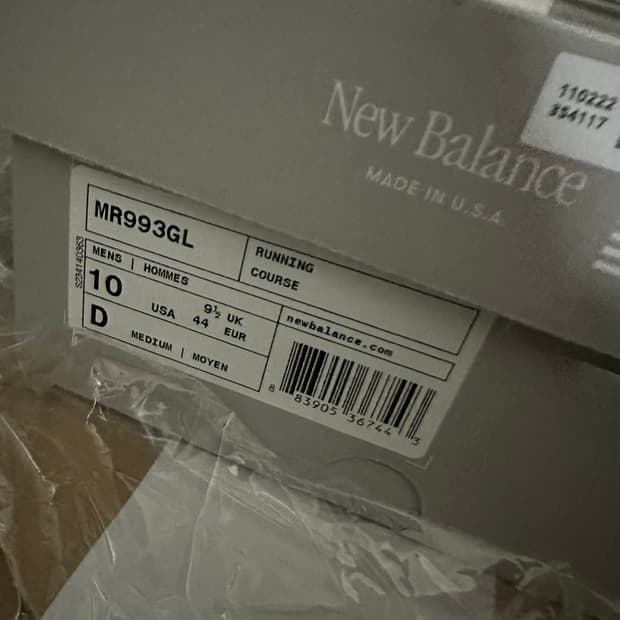 110222
354117
New Balance
MADE IN U.S.A
MR993GL
RUNNING
COURSE
MENS | HOMMES
10
USA
9½ UK
44 EUR
D
MEDIUM | MOYEN
newbalance.com
8 83905 36744 3